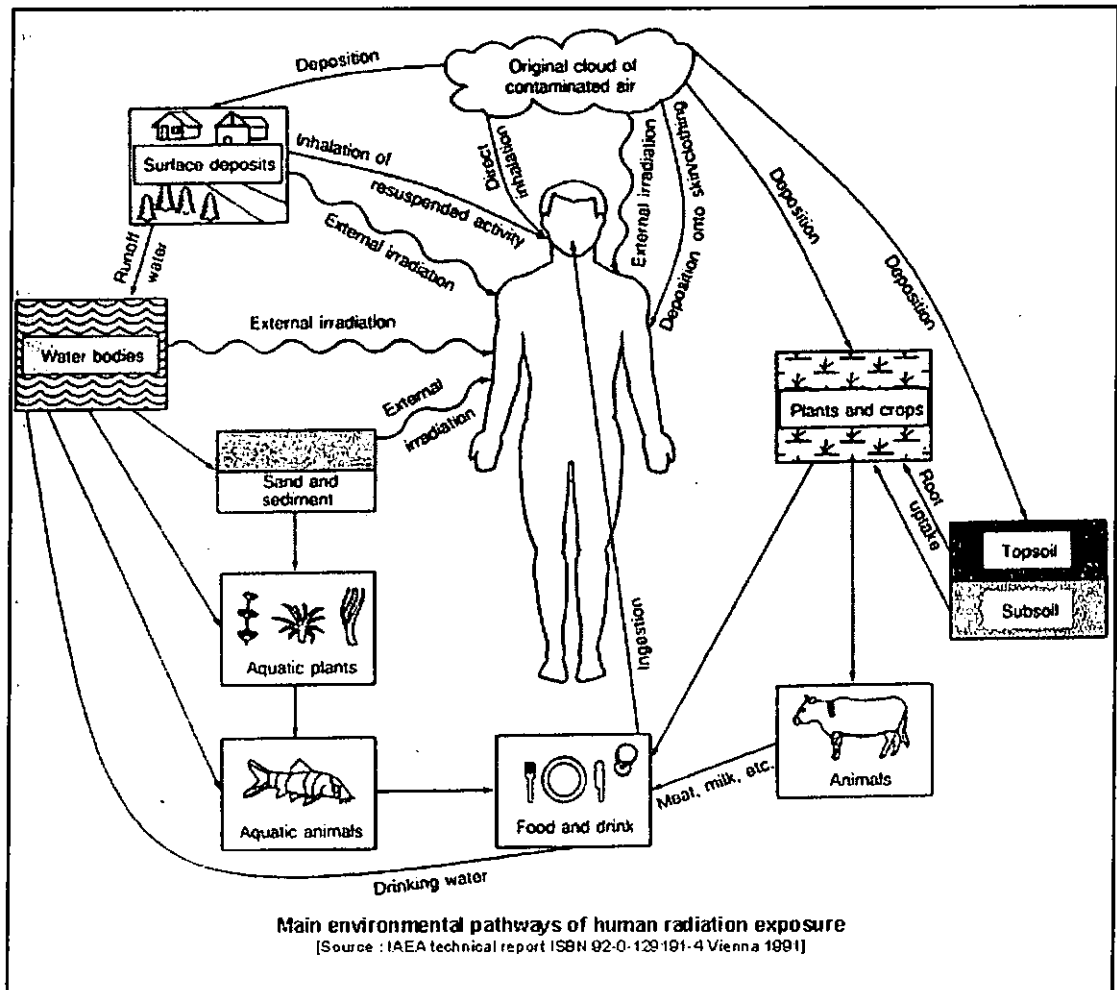 Original cloud of
contaminated air
Deposition
Surface deposits
Inhalation of
resuspended activity
External irradiation
Direct
inhalation
External irradiation
Deposition onto skin/clothing
Deposition
Deposition
Runoff
water
Water bodies
External irradiation
External
irradiation
Sand and
sediment
Plants and crops
Root
uptake
Topsoil
Subsoil
Aquatic plants
Ingestion
Aquatic animals
Food and drink
Meat, milk, etc.
Animals
Drinking water
Main environmental pathways of human radiation exposure
[Source : IAEA technical report ISBN 92-0-129191-4 Vienna 1991]